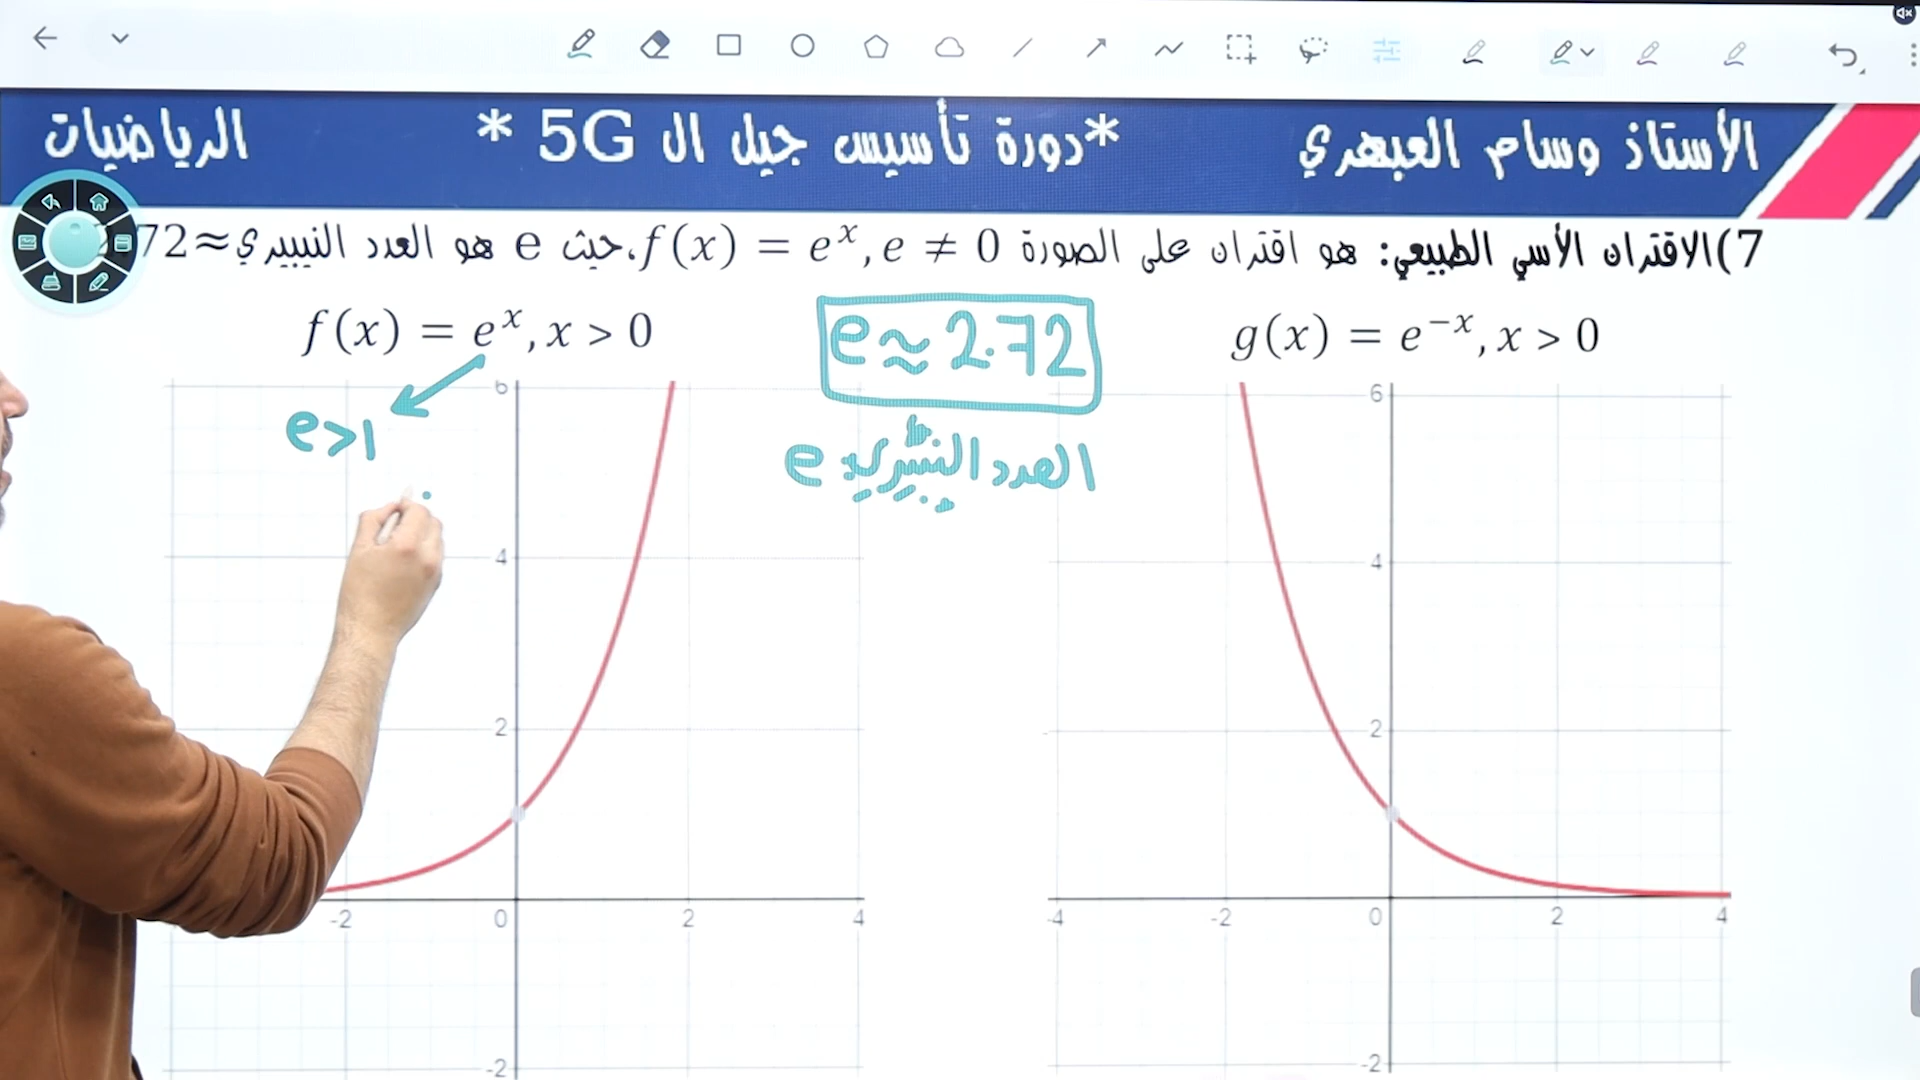 الأستاذ وسام العبهري *دورة تأسيس جيل ال 5G * الرياضيات
7)الاقتران الأسي الطبيعي: هو اقتران على الصورة f(x) = eˣ, e ≠ 0،حيث e هو العدد النيبيري≈72
f(x) = eˣ, x > 0
e≈2.72
g(x) = e⁻ˣ, x > 0
e>1
العدد النيبيري e
6
4
2
-2
0
2
4
-2
6
4
2
-4
-2
0
2
4
-2